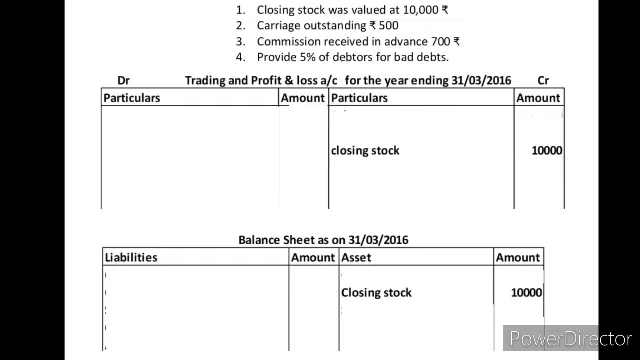 1. Closing stock was valued at 10,000 ₹
2. Carriage outstanding ₹ 500
3. Commission received in advance 700 ₹
4. Provide 5% of debtors for bad debts.
Dr Trading and Profit & loss a/c for the year ending 31/03/2016 Cr
Particulars Amount Particulars Amount
closing stock 10000
Balance Sheet as on 31/03/2016
Liabilities Amount Asset Amount
Closing stock 10000
PowerDirector